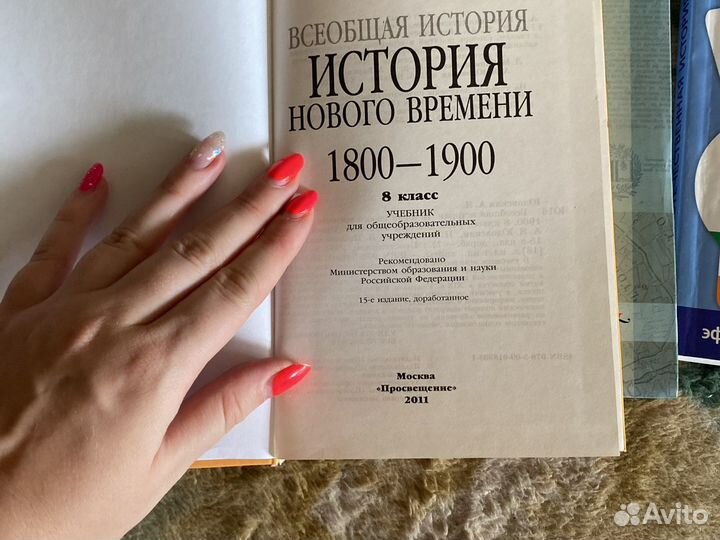 ВСЕОБЩАЯ ИСТОРИЯ
ИСТОРИЯ
НОВОГО ВРЕМЕНИ
1800—1900
8 класс
УЧЕБНИК
для общеобразовательных
учреждений
Рекомендовано
Министерством образования и науки
Российской Федерации
15-е издание, доработанное
Москва
«Просвещение»
2011
Avito